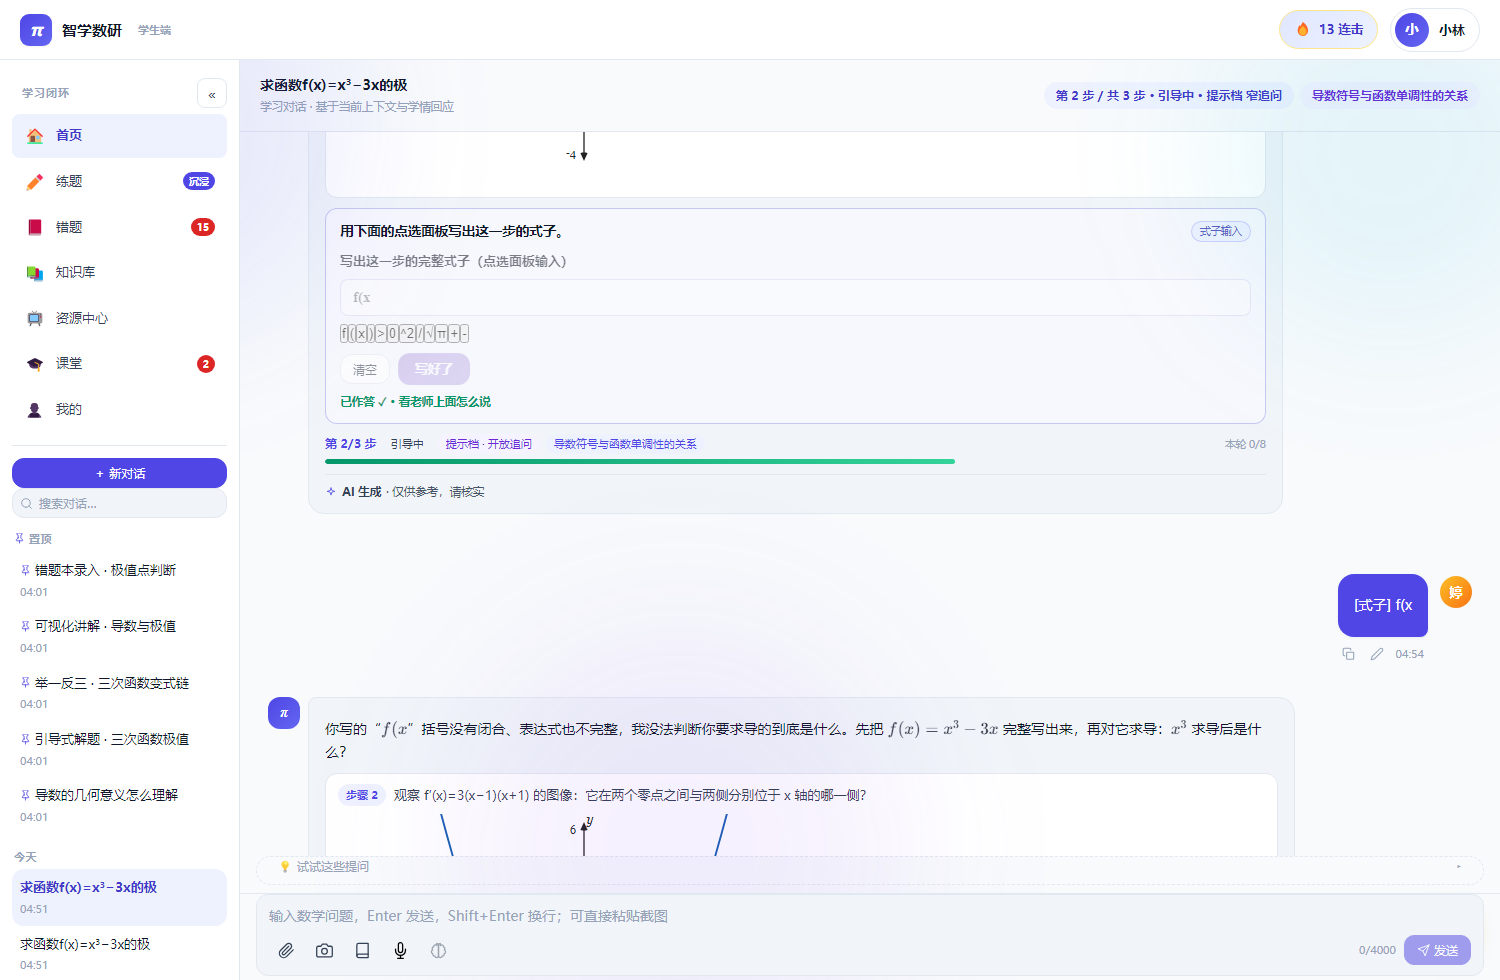 π 智学数研 学生端
🔥 13 连击
小 小林
学习闭环 «
首页
练题 沉浸
错题 15
知识库
资源中心
课堂 2
我的
+ 新对话
搜索对话...
置顶
错题本录入 · 极值点判断
04:01
可视化讲解 · 导数与极值
04:01
举一反三 · 三次函数变式链
04:01
引导式解题 · 三次函数极值
04:01
导数的几何意义怎么理解
04:01
今天
求函数f(x)=x³−3x的极
04:51
求函数f(x)=x³−3x的极
04:51
求函数f(x)=x³−3x的极
学习对话 · 基于当前上下文与学情回应
第 2 步 / 共 3 步 • 引导中 • 提示档 窄追问
导数符号与函数单调性的关系
-4
用下面的点选面板写出这一步的式子。
式子输入
写出这一步的完整式子（点选面板输入）
f(x
f ( x ) > 0 ^2 / √ π + -
清空 写好了
已作答 ✓ • 看老师上面怎么说
第 2/3 步 引导中 提示档 · 开放追问 导数符号与函数单调性的关系 本轮 0/8
AI 生成 · 仅供参考，请核实
[式子] f(x
婷
04:54
π
你写的“f(x”括号没有闭合、表达式也不完整，我没法判断你要求导的到底是什么。先把 f(x) = x³ − 3x 完整写出来，再对它求导：x³ 求导后是什
么？
步骤 2 观察 f′(x)=3(x−1)(x+1) 的图像：它在两个零点之间与两侧分别位于 x 轴的哪一侧？
6 y
试试这些提问
输入数学问题，Enter 发送，Shift+Enter 换行；可直接粘贴截图
0/4000 发送